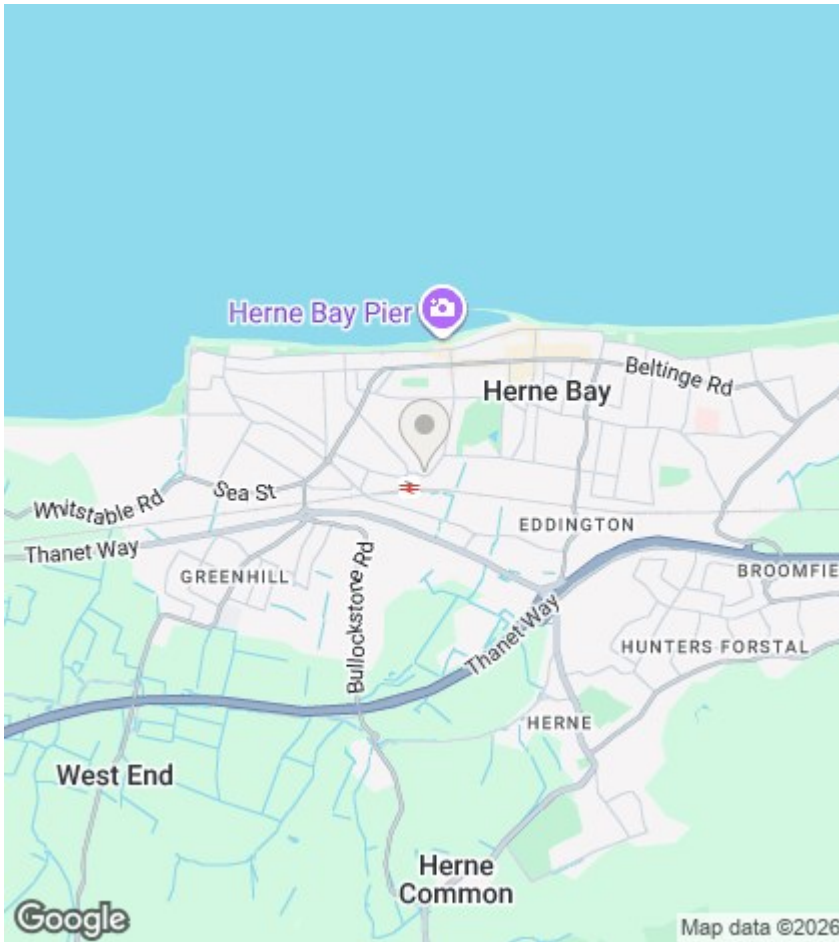 Herne Bay Pier
Beltinge Rd
Herne Bay
Sea St
Whitstable Rd
EDDINGTON
Thanet Way
BROOMFIE
GREENHILL
Bullockstone Rd
Thanet Way
HUNTERS FORSTAL
HERNE
West End
Herne
Common
Google
Map data ©2026